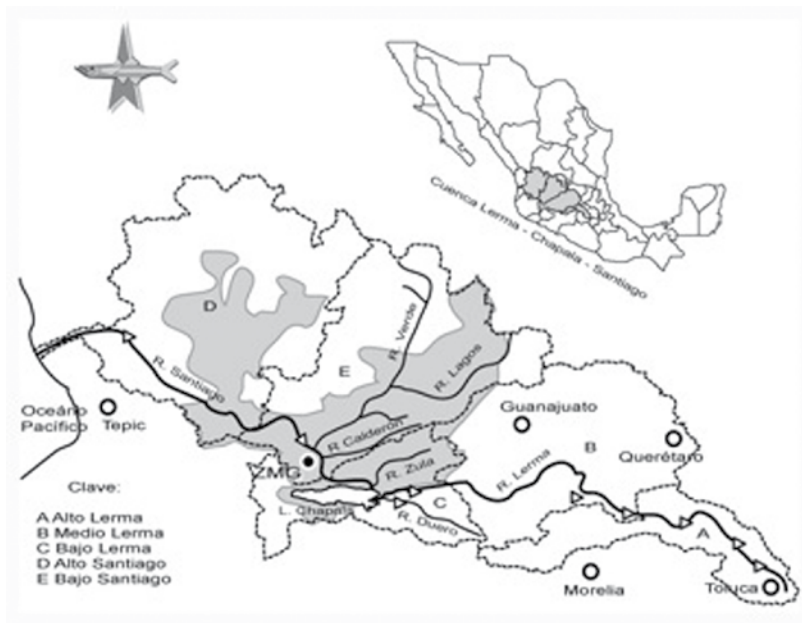 Cuenca Lerma - Chapala - Santiago
D
R. Verde
E
R. Lagos
R. Santiago
Oceáno
Pacífico
Tepic
Guanajuato
R Calderón
B
Querétaro
ZMG
R. Zula
R. Lerma
L. Chapala
C
R. Duero
A
Morelia
Toluca
Clave:
A Alto Lerma
B Medio Lerma
C Bajo Lerma
D Alto Santiago
E Bajo Santiago